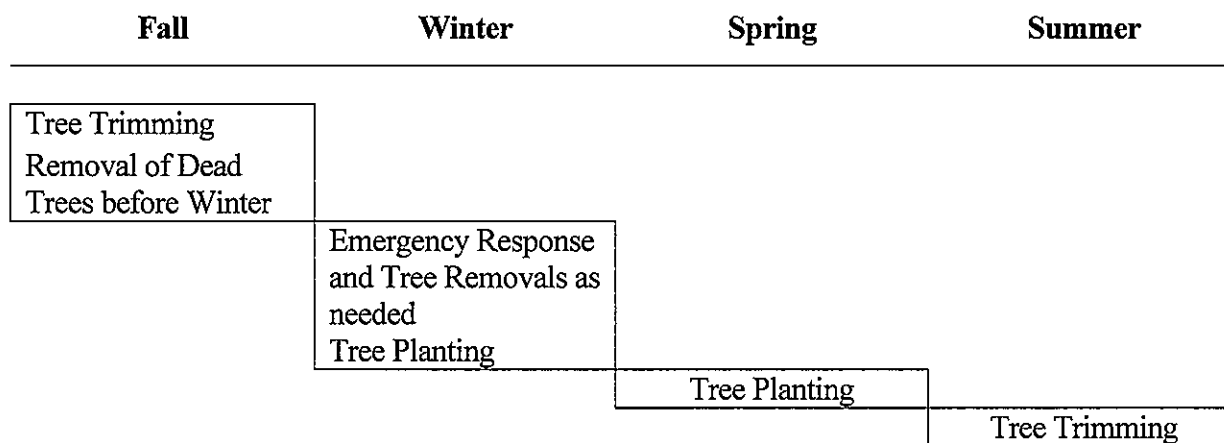 Fall Winter Spring Summer
Tree Trimming
Removal of Dead
Trees before Winter
Emergency Response
and Tree Removals as
needed
Tree Planting
Tree Planting
Tree Trimming